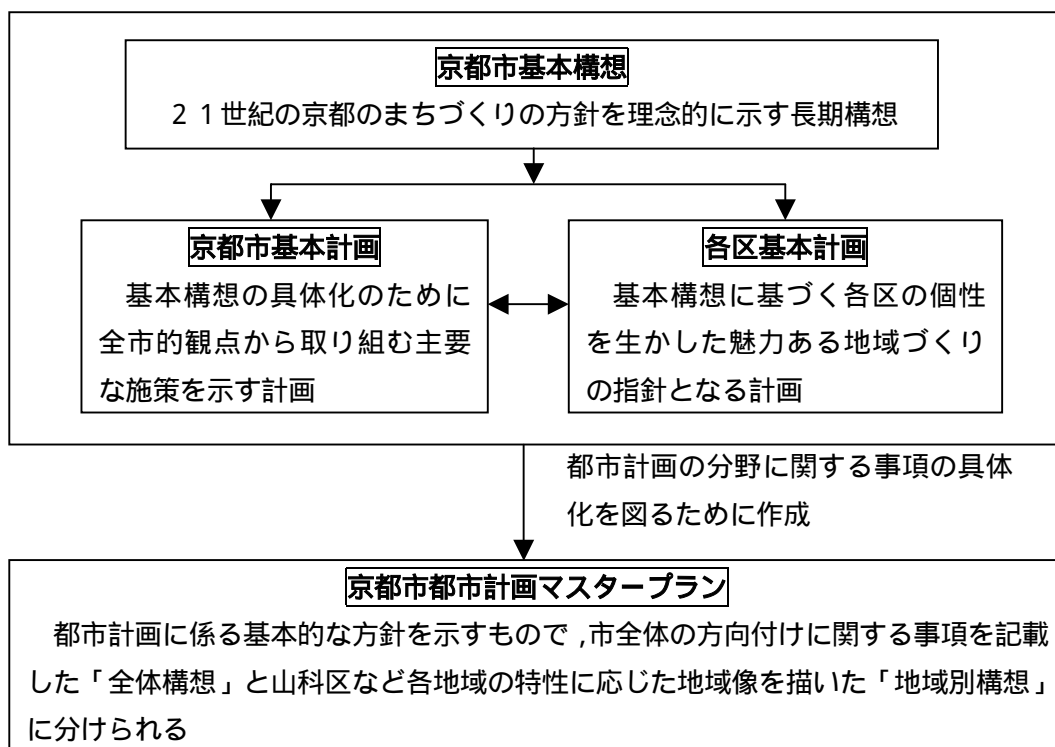 京都市基本構想
２１世紀の京都のまちづくりの方針を理念的に示す長期構想
京都市基本計画
基本構想の具体化のために
全市的観点から取り組む主要
な施策を示す計画
各区基本計画
基本構想に基づく各区の個性
を生かした魅力ある地域づくり
の指針となる計画
都市計画の分野に関する事項の具体
化を図るために作成
京都市都市計画マスタープラン
都市計画に係る基本的な方針を示すもので，市全体の方向付けに関する事項を記載
した「全体構想」と山科区など各地域の特性に応じた地域像を描いた「地域別構想」
に分けられる